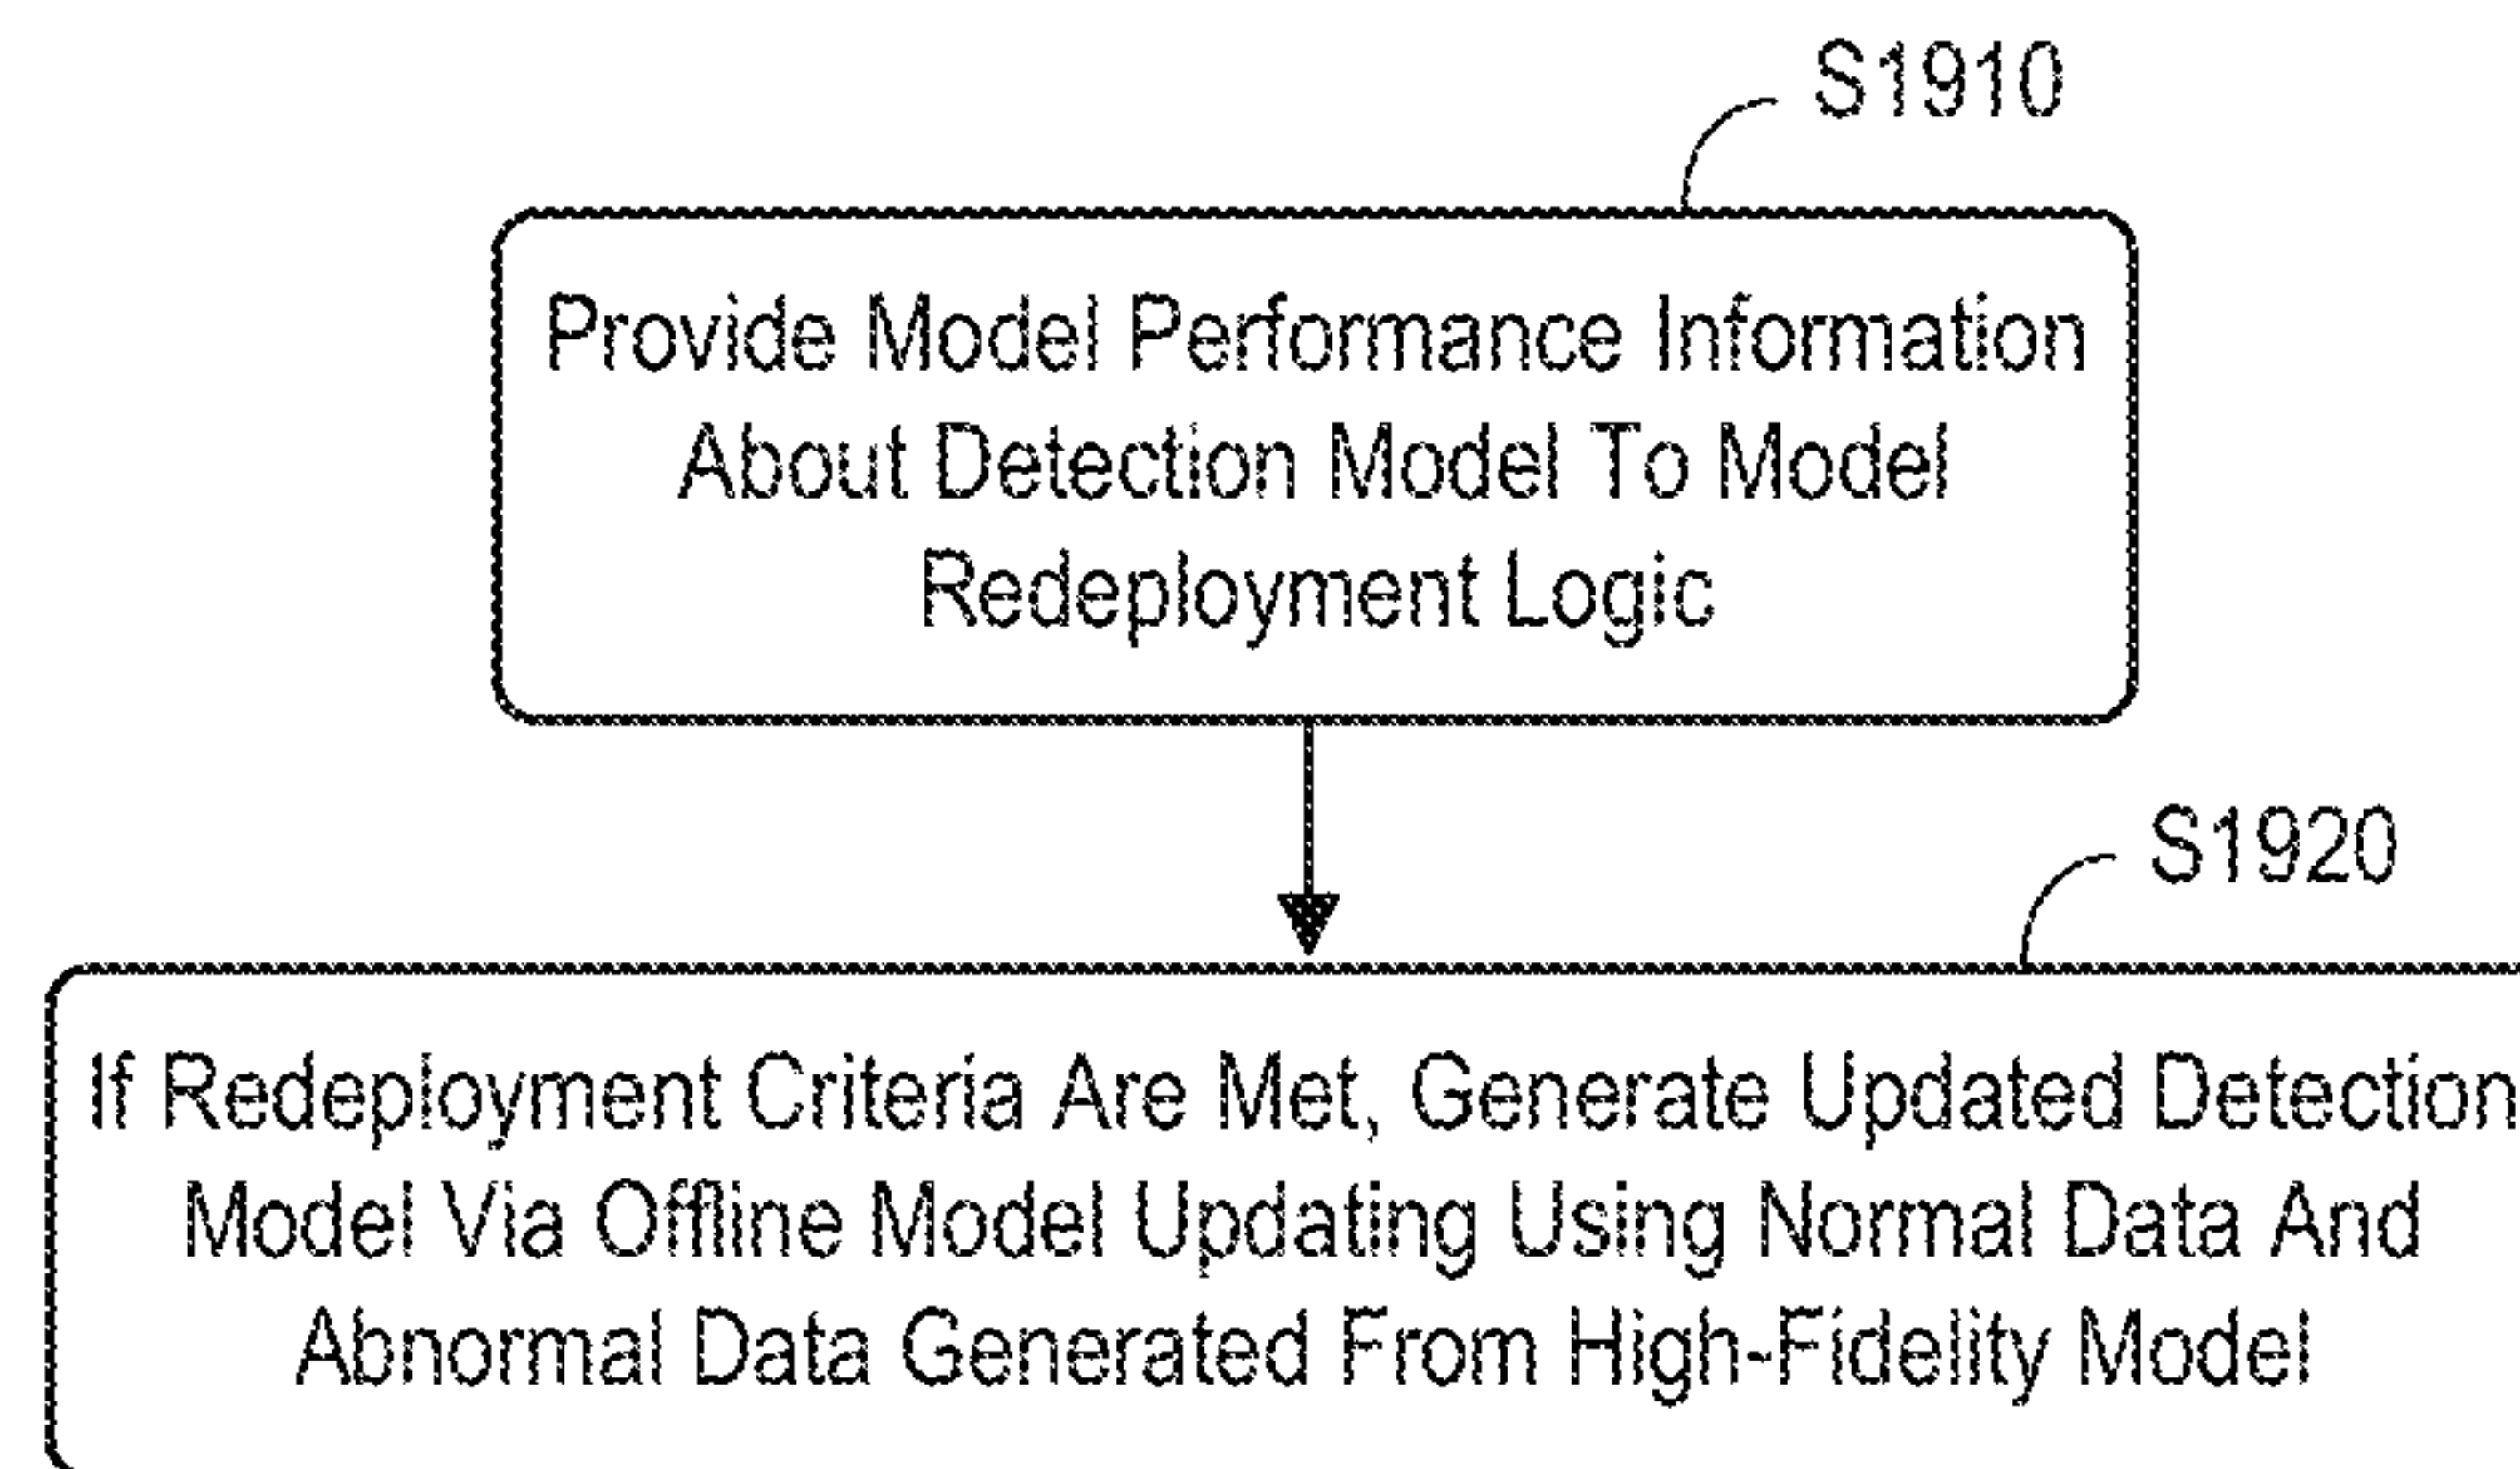 S1910
Provide Model Performance Information
About Detection Model To Model
Redeployment Logic
S1920
If Redeployment Criteria Are Met, Generate Updated Detection
Model Via Offline Model Updating Using Normal Data And
Abnormal Data Generated From High-Fidelity Model